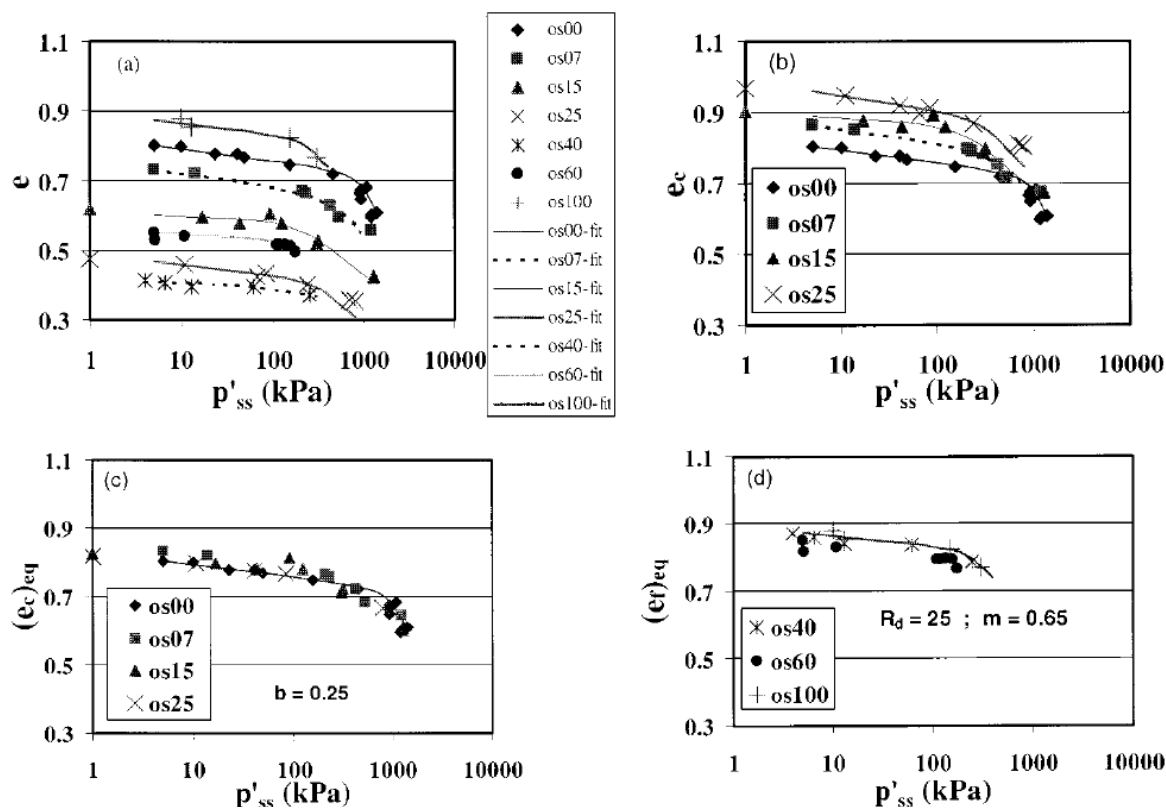 (a)
1.1
0.9
0.7
0.5
0.3
e
1 10 100 1000 10000
p'ss (kPa)
os00
os07
os15
os25
os40
os60
os100
os00-fit
os07-fit
os15-fit
os25-fit
os40-fit
os60-fit
os100-fit
(b)
1.1
0.9
0.7
0.5
0.3
ec
os00
os07
os15
os25
1 10 100 1000 10000
p'ss (kPa)
(c)
1.1
0.9
0.7
0.5
0.3
(ec)eq
os00
os07
os15
os25
b = 0.25
1 10 100 1000 10000
p'ss (kPa)
(d)
1.1
0.9
0.7
0.5
0.3
(ef)eq
Rd = 25 ; m = 0.65
os40
os60
os100
1 10 100 1000 10000
p'ss (kPa)